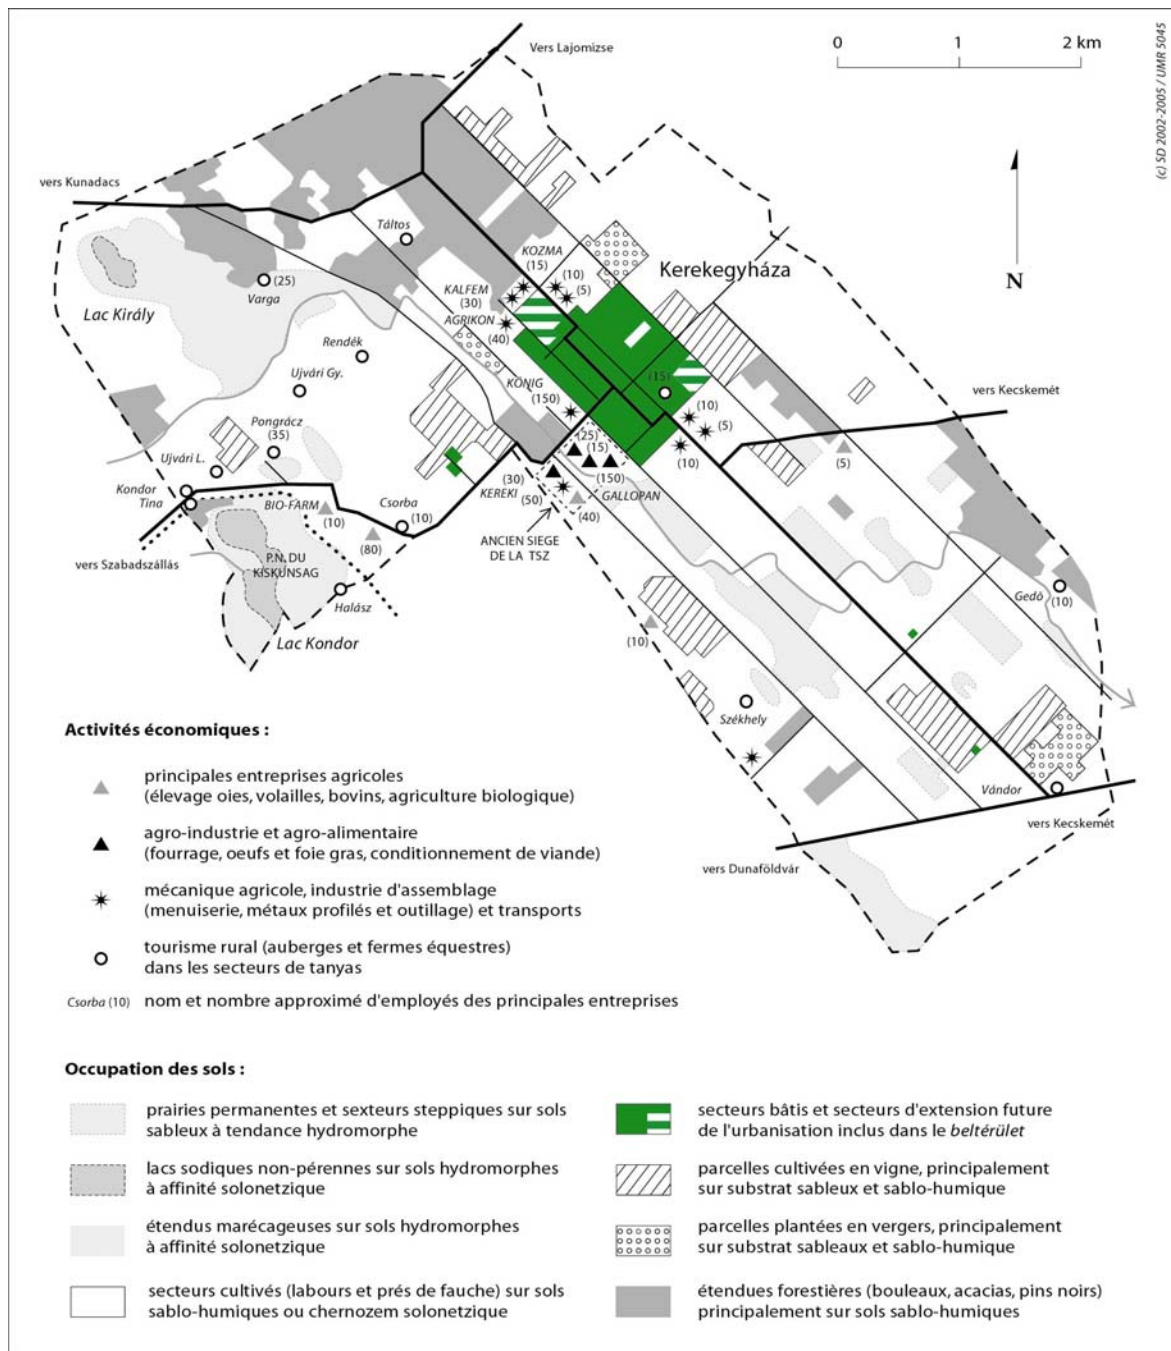 Vers Lajomizse
0 1 2 km
(c) SD 2002-2005 / UMR 5045
vers Kunadacs
N
Táltos
KOZMA
(15)
(10)
(5)
Kerekegyháza
KALFEM
(30)
AGRIKON
(40)
(25)
Varga
Lac Király
Rendék
Ujvári Gy.
KÖNIG
(150)
(15)
vers Kecskemét
(10)
(5)
(10)
(5)
Pongrácz
(35)
Ujvári L.
(25)
(15)
(150)
(30)
KEREKI
(50)
GALLOPAN
(40)
Kondor
Tina
BIO-FARM
(10)
Csorba
(10)
(80)
ANCIEN SIEGE
DE LA TSZ
vers Szabadszállás
P.N. DU
KISKUNSAG
Halász
Lac Kondor
Gedö
(10)
(10)
Székhely
Vándor
vers Kecskemét
vers Dunaföldvár
Activités économiques :
principales entreprises agricoles
(élevage oies, volailles, bovins, agriculture biologique)
agro-industrie et agro-alimentaire
(fourrage, oeufs et foie gras, conditionnement de viande)
mécanique agricole, industrie d'assemblage
(menuiserie, métaux profilés et outillage) et transports
tourisme rural (auberges et fermes équestres)
dans les secteurs de tanyas
Csorba (10) nom et nombre approximé d'employés des principales entreprises
Occupation des sols :
prairies permanentes et sexteurs steppiques sur sols
sableux à tendance hydromorphe
lacs sodiques non-pérennes sur sols hydromorphes
à affinité solonetzique
étendus marécageuses sur sols hydromorphes
à affinité solonetzique
secteurs cultivés (labours et prés de fauche) sur sols
sablo-humiques ou chernozem solonetzique
secteurs bâtis et secteurs d'extension future
de l'urbanisation inclus dans le beltérület
parcelles cultivées en vigne, principalement
sur substrat sableux et sablo-humique
parcelles plantées en vergers, principalement
sur substrat sableaux et sablo-humique
étendues forestières (bouleaux, acacias, pins noirs)
principalement sur sols sablo-humiques